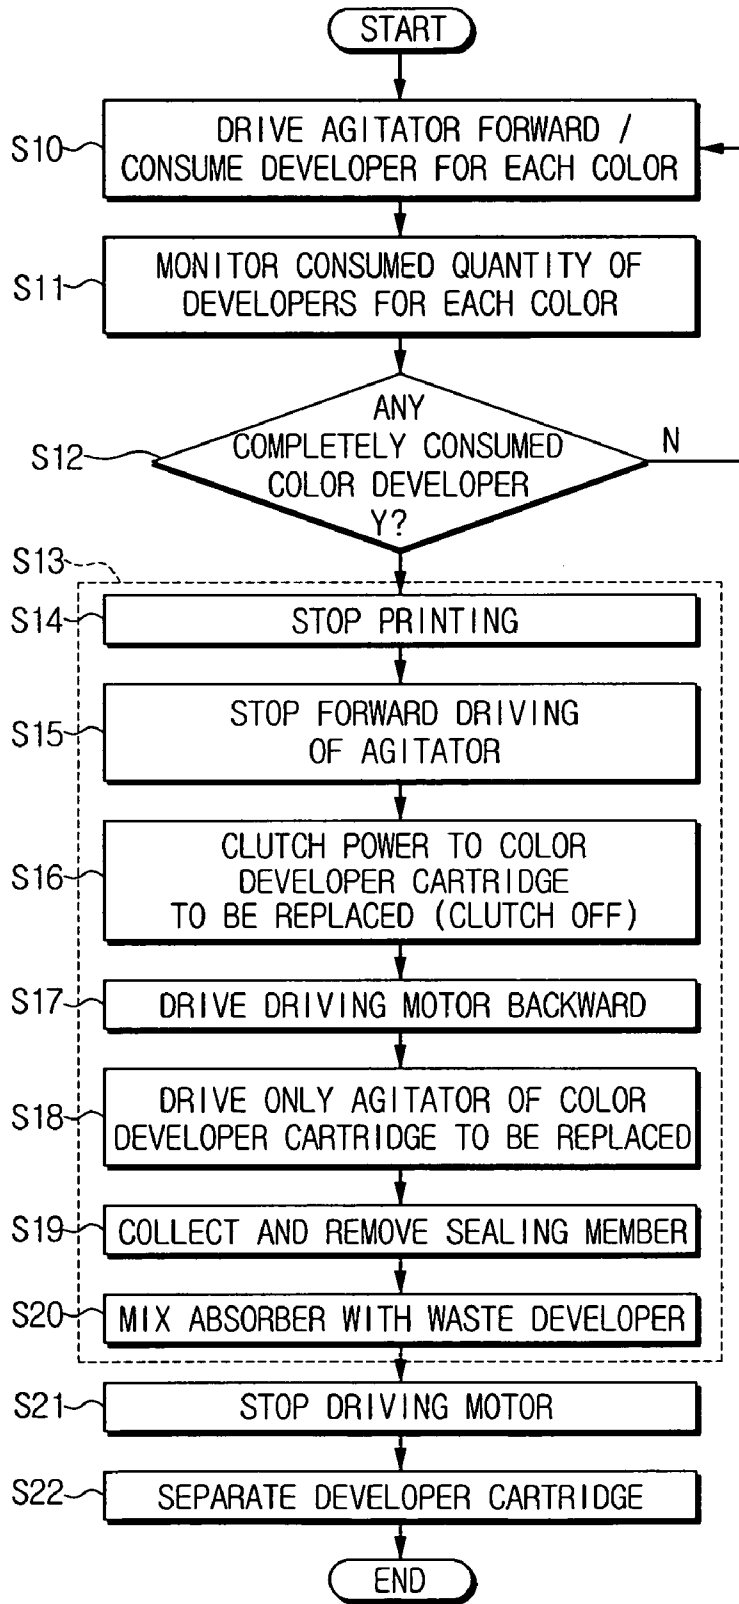 START
S10
DRIVE AGITATOR FORWARD /
CONSUME DEVELOPER FOR EACH COLOR
S11
MONITOR CONSUMED QUANTITY OF
DEVELOPERS FOR EACH COLOR
S12
ANY
COMPLETELY CONSUMED
COLOR DEVELOPER
Y?
N
S13
S14
STOP PRINTING
S15
STOP FORWARD DRIVING
OF AGITATOR
S16
CLUTCH POWER TO COLOR
DEVELOPER CARTRIDGE
TO BE REPLACED (CLUTCH OFF)
S17
DRIVE DRIVING MOTOR BACKWARD
S18
DRIVE ONLY AGITATOR OF COLOR
DEVELOPER CARTRIDGE TO BE REPLACED
S19
COLLECT AND REMOVE SEALING MEMBER
S20
MIX ABSORBER WITH WASTE DEVELOPER
S21
STOP DRIVING MOTOR
S22
SEPARATE DEVELOPER CARTRIDGE
END